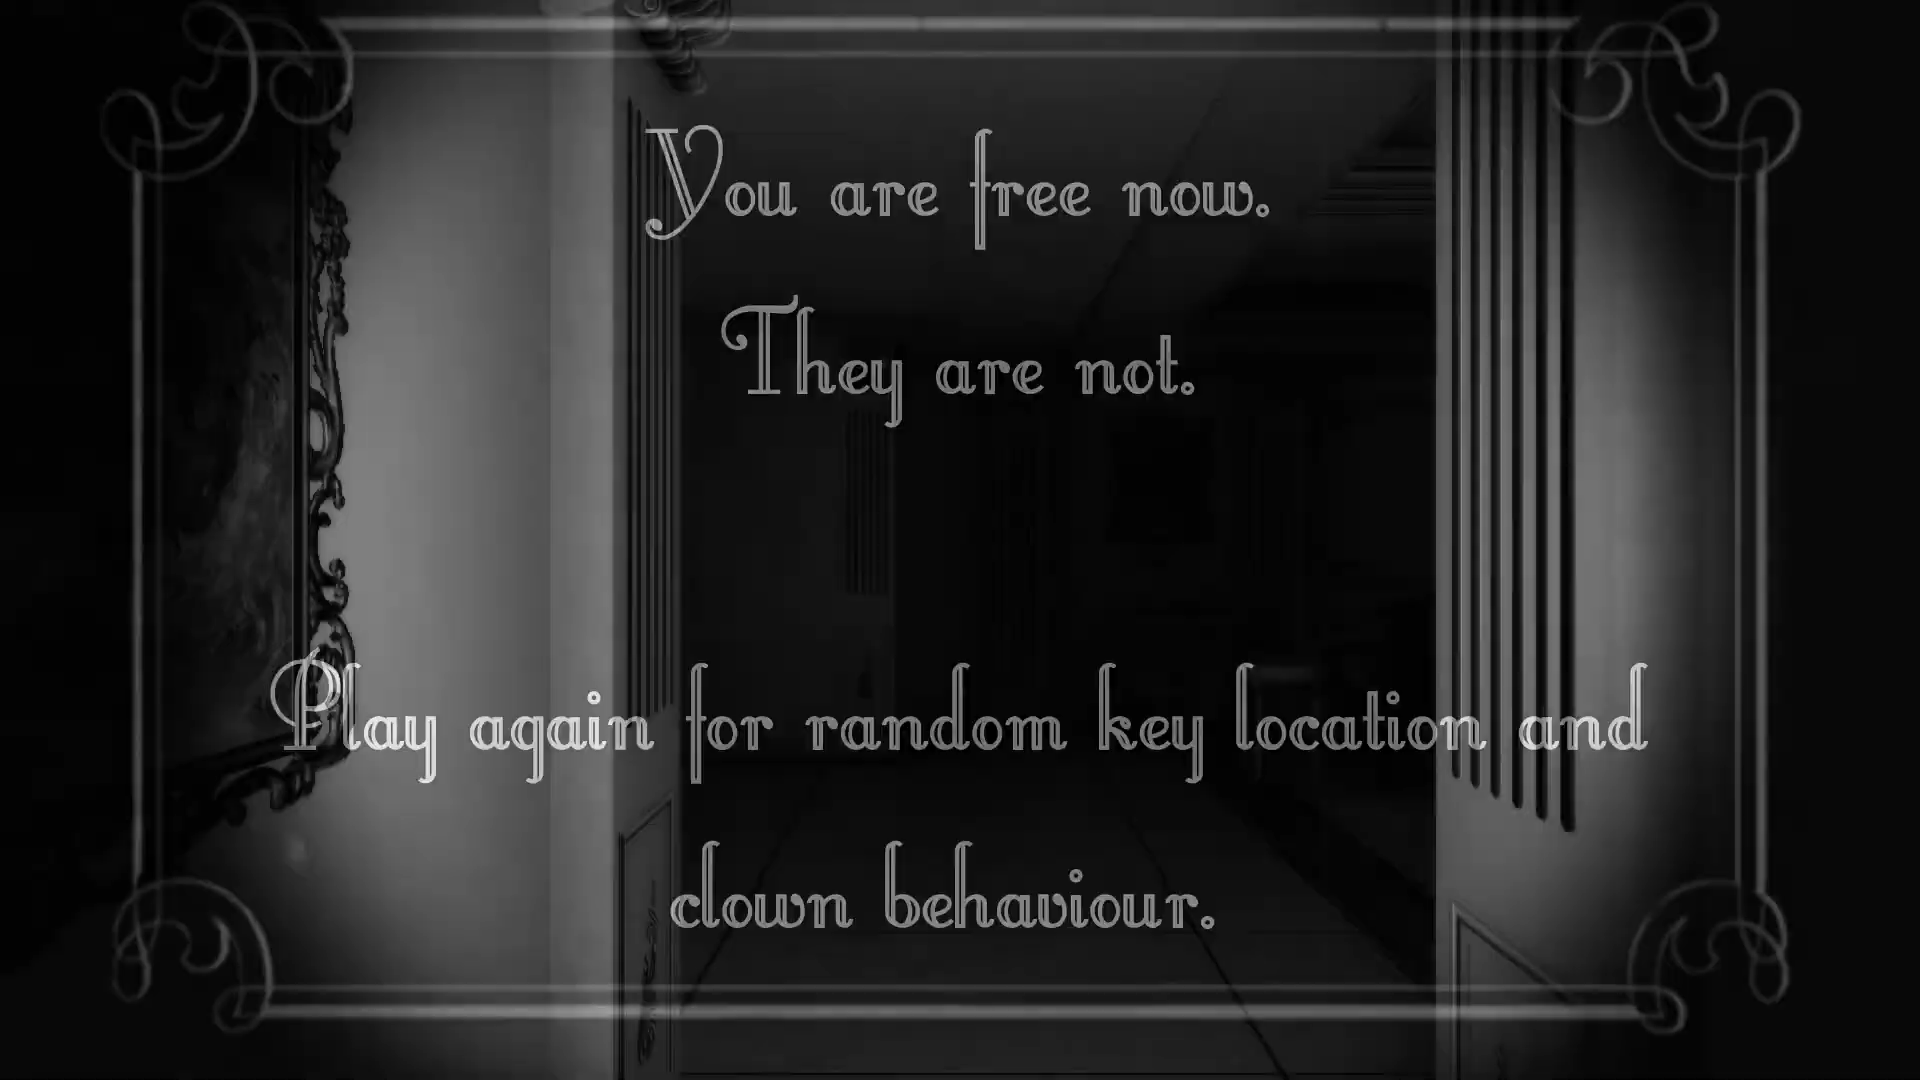 You are free now.
They are not.
Play again for random key location and
clown behaviour.